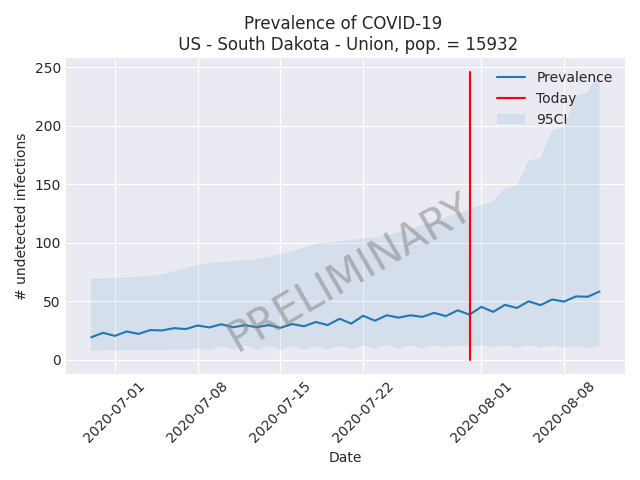 Prevalence of COVID-19
US - South Dakota - Union, pop. = 15932
250
200
150
100
50
0
# undetected infections
Prevalence
Today
95CI
PRELIMINARY
2020-07-01
2020-07-08
2020-07-15
2020-07-22
2020-08-01
2020-08-08
Date